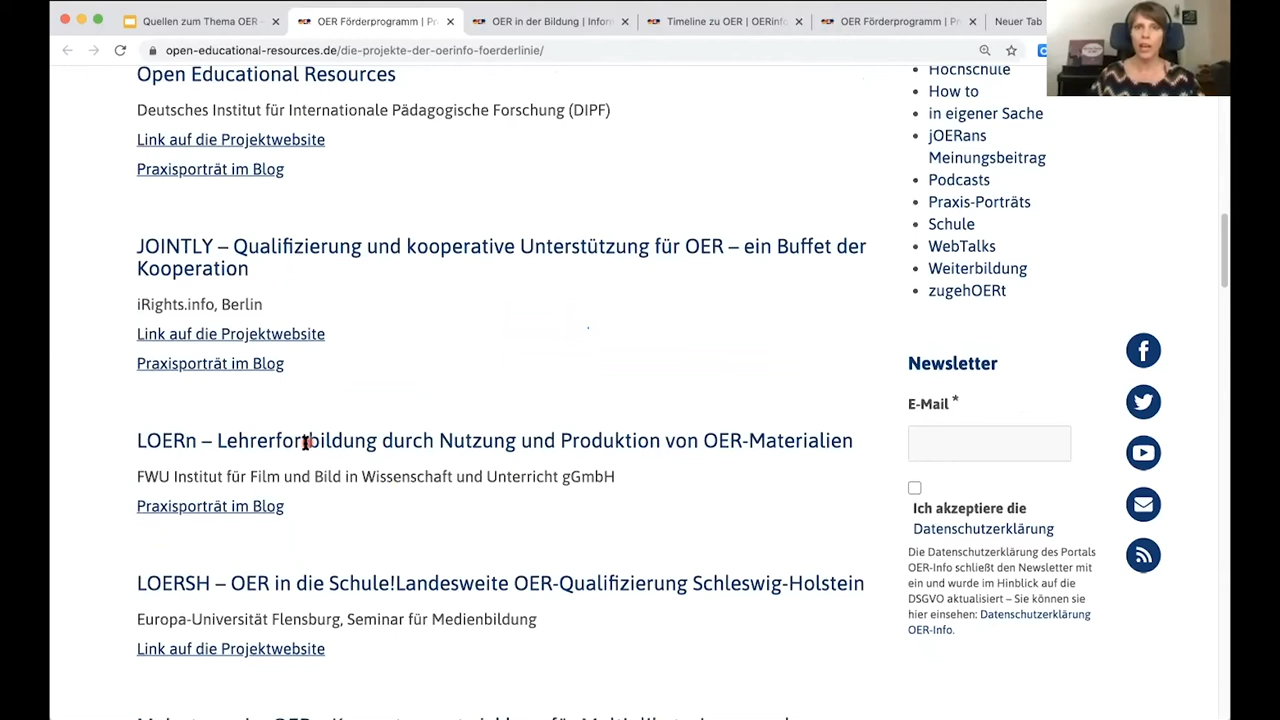 Quellen zum Thema OER -
OER Förderprogramm | Pr
OER in der Bildung | Inforr
Timeline zu OER | OERinfo
OER Förderprogramm | Pr
Neuer Tab
open-educational-resources.de/die-projekte-der-oerinfo-foerderlinie/
Open Educational Resources
Deutsches Institut für Internationale Pädagogische Forschung (DIPF)
Link auf die Projektwebsite
Praxisporträt im Blog
JOINTLY – Qualifizierung und kooperative Unterstützung für OER – ein Buffet der
Kooperation
iRights.info, Berlin
Link auf die Projektwebsite
Praxisporträt im Blog
LOERn – Lehrerfortbildung durch Nutzung und Produktion von OER-Materialien
FWU Institut für Film und Bild in Wissenschaft und Unterricht gGmbH
Praxisporträt im Blog
LOERSH – OER in die Schule!Landesweite OER-Qualifizierung Schleswig-Holstein
Europa-Universität Flensburg, Seminar für Medienbildung
Link auf die Projektwebsite
Hochschule
How to
in eigener Sache
jOERans
Meinungsbeitrag
Podcasts
Praxis-Porträts
Schule
WebTalks
Weiterbildung
zugehOERt
Newsletter
E-Mail *
Ich akzeptiere die
Datenschutzerklärung
Die Datenschutzerklärung des Portals
OER-Info schließt den Newsletter mit
ein und wurde im Hinblick auf die
DSGVO aktualisiert – Sie können sie
hier einsehen: Datenschutzerklärung
OER-Info.